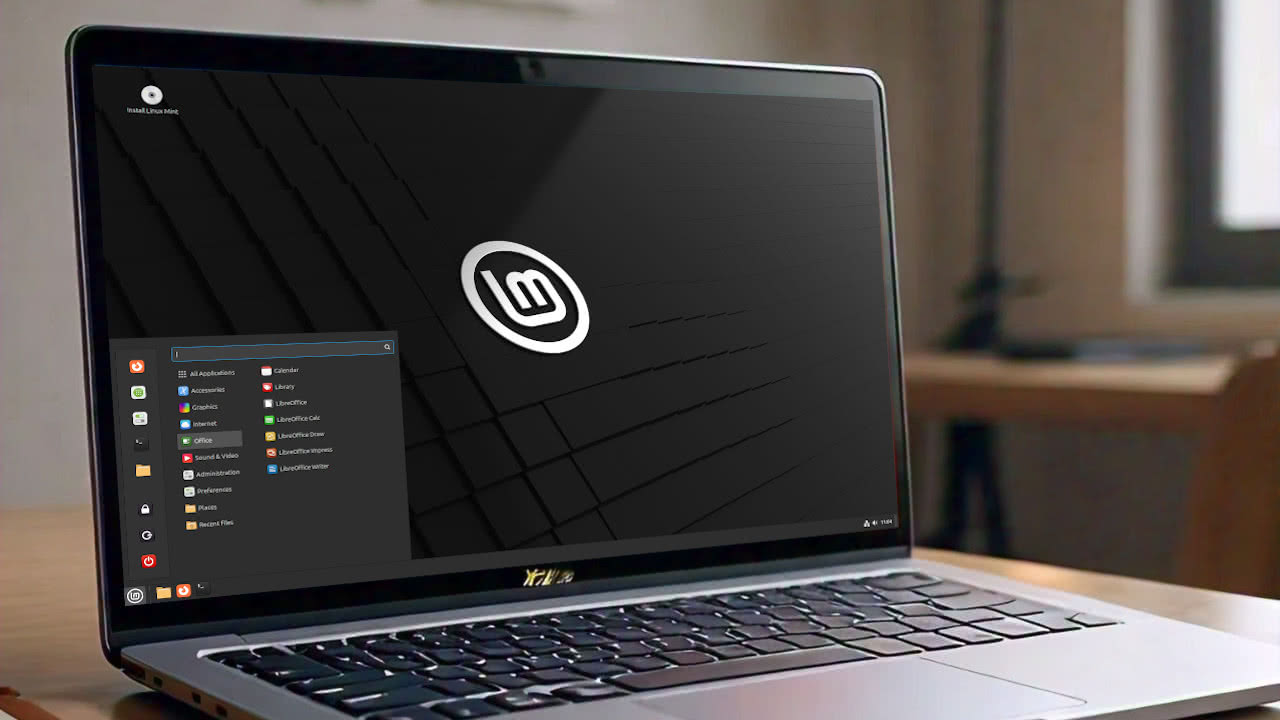 Install Linux Mint
All Applications
Accessories
Graphics
Internet
Office
Sound & Video
Administration
Preferences
Places
Recent Files
Calendar
Library
LibreOffice
LibreOffice Calc
LibreOffice Draw
LibreOffice Impress
LibreOffice Writer
11:04